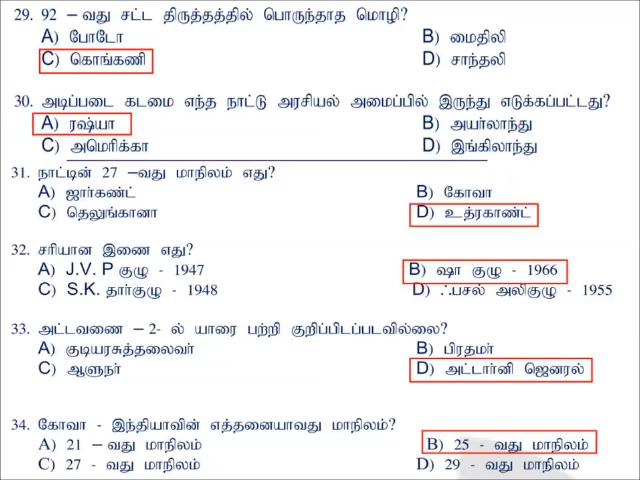 29. 92 – வது சட்ட திருத்தத்தில் பொருந்தாத மொழி?
A) போடோ B) மைதிலி
C) கொங்கணி D) சாந்தலி
30. அடிப்படை கடமை எந்த நாட்டு அரசியல் அமைப்பில் இருந்து எடுக்கப்பட்டது?
A) ரஷ்யா B) அயர்லாந்து
C) அமெரிக்கா D) இங்கிலாந்து
31. நாட்டின் 27 –வது மாநிலம் எது?
A) ஜார்கண்ட் B) கோவா
C) தெலுங்கானா D) உத்ரகாண்ட்
32. சரியான இணை எது?
A) J.V. P குழு - 1947 B) ஷா குழு - 1966
C) S.K. தார்குழு - 1948 D) ஃபசல் அலிகுழு - 1955
33. அட்டவணை – 2- ல் யாரை பற்றி குறிப்பிடப்படவில்லை?
A) குடியரசுத்தலைவர் B) பிரதமர்
C) ஆளுநர் D) அட்டார்னி ஜெனரல்
34. கோவா - இந்தியாவின் எத்தனையாவது மாநிலம்?
A) 21 – வது மாநிலம் B) 25 - வது மாநிலம்
C) 27 - வது மாநிலம் D) 29 - வது மாநிலம்